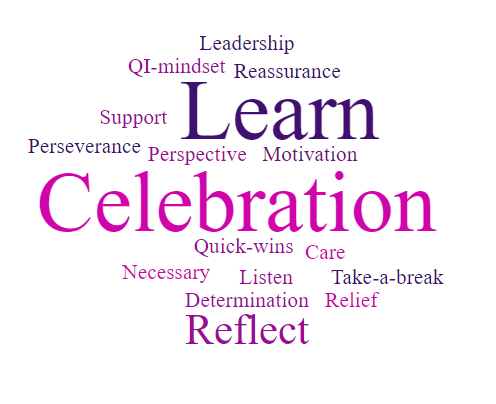 Leadership
QI-mindset Reassurance
Learn
Support
Perseverance Perspective Motivation
Celebration
Quick-wins Care
Necessary Listen Take-a-break
Determination Relief
Reflect